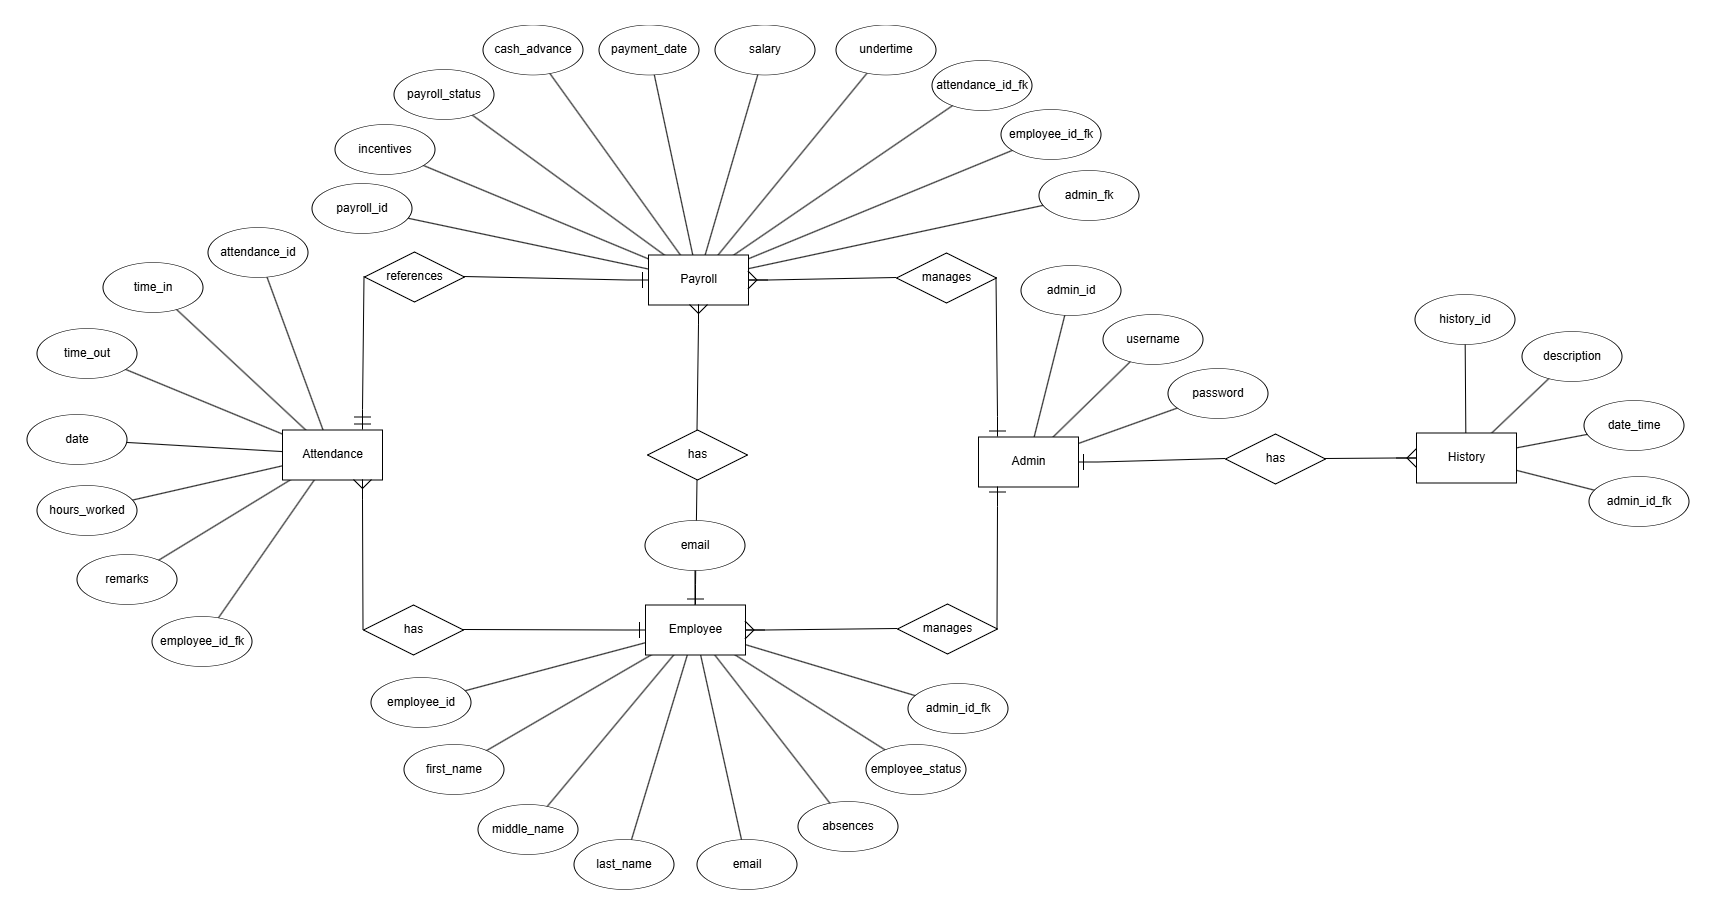 cash_advance
payment_date
salary
undertime
payroll_status
attendance_id_fk
employee_id_fk
incentives
payroll_id
admin_fk
attendance_id
time_in
references
Payroll
manages
admin_id
history_id
time_out
username
description
password
date
Attendance
has
Admin
has
History
date_time
hours_worked
admin_id_fk
email
remarks
employee_id_fk
has
Employee
manages
employee_id
admin_id_fk
first_name
employee_status
middle_name
absences
last_name
email